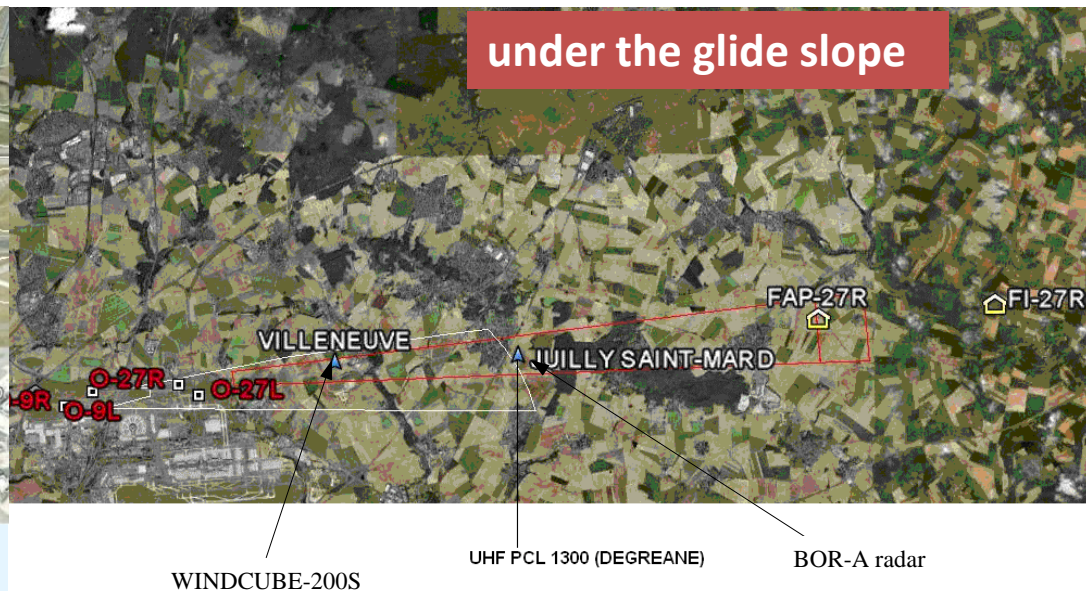 under the glide slope
FAP-27R
FI-27R
VILLENEUVE
JUILLY SAINT-MARD
O-27R
O-27L
-9R
O-9L
UHF PCL 1300 (DEGREANE)
BOR-A radar
WINDCUBE-200S